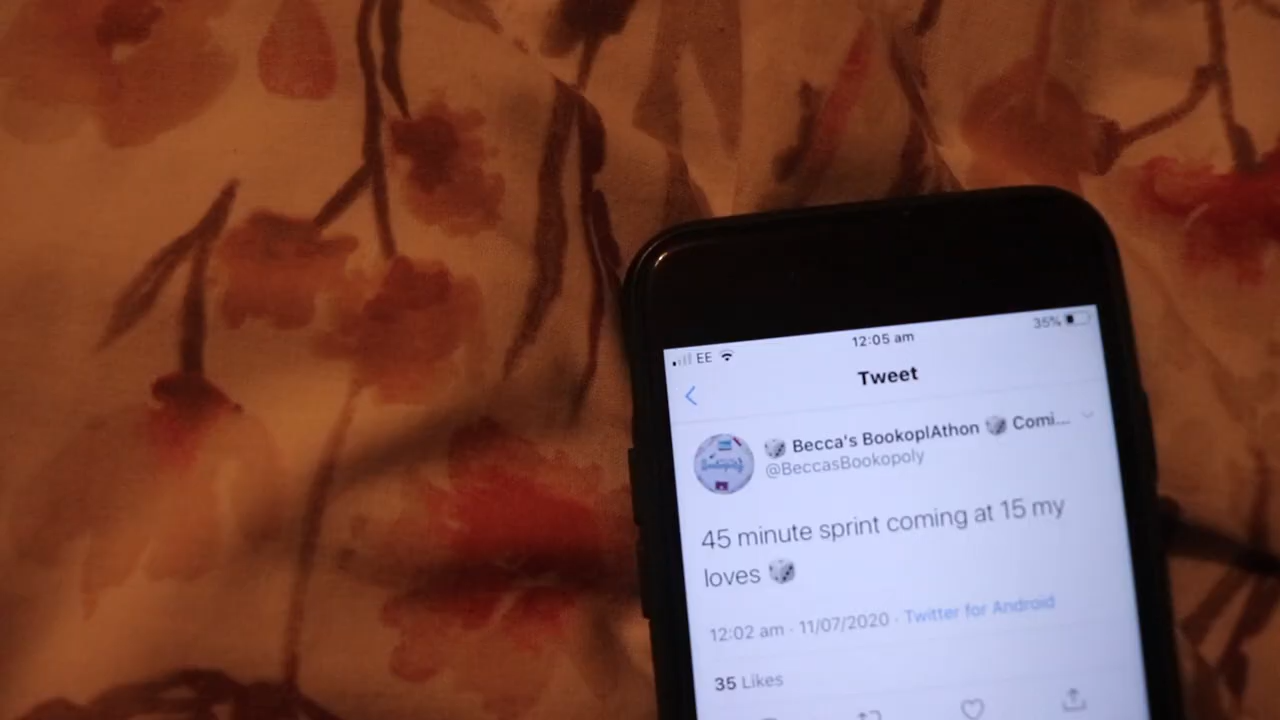 EE 12:05 am 35%
Tweet
🎲 Becca's BookoplAthon 🎲 Comi...
@BeccasBookopoly
45 minute sprint coming at 15 my
loves 🎲
12:02 am · 11/07/2020 · Twitter for Android
35 Likes